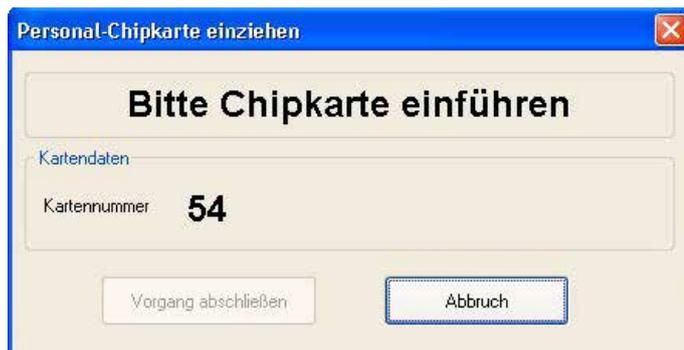 Personal-Chipkarte einziehen
Bitte Chipkarte einführen
Kartendaten
Kartennummer 54
Vorgang abschließen Abbruch